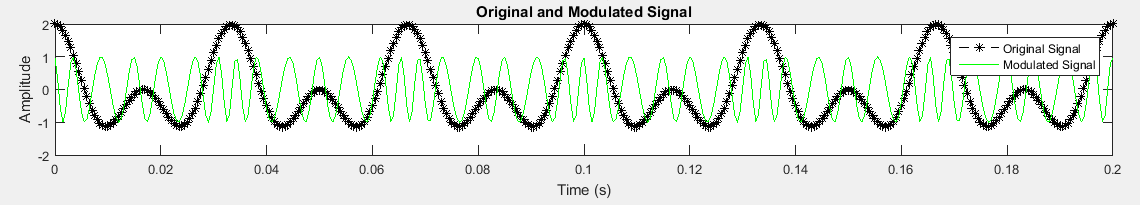 Original and Modulated Signal
Amplitude
2
1
0
-1
-2
Original Signal
Modulated Signal
0 0.02 0.04 0.06 0.08 0.1 0.12 0.14 0.16 0.18 0.2
Time (s)